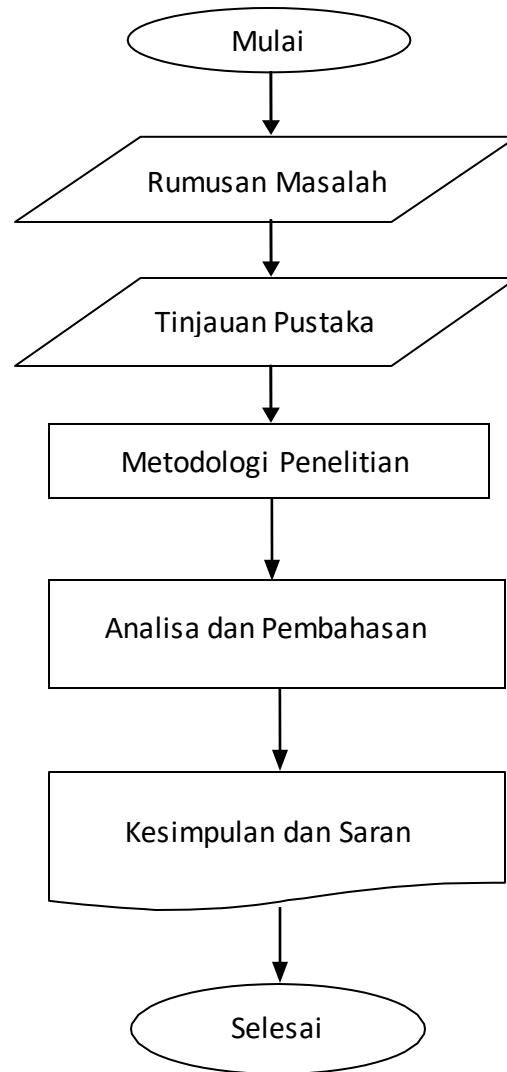 Mulai
Rumusan Masalah
Tinjauan Pustaka
Metodologi Penelitian
Analisa dan Pembahasan
Kesimpulan dan Saran
Selesai